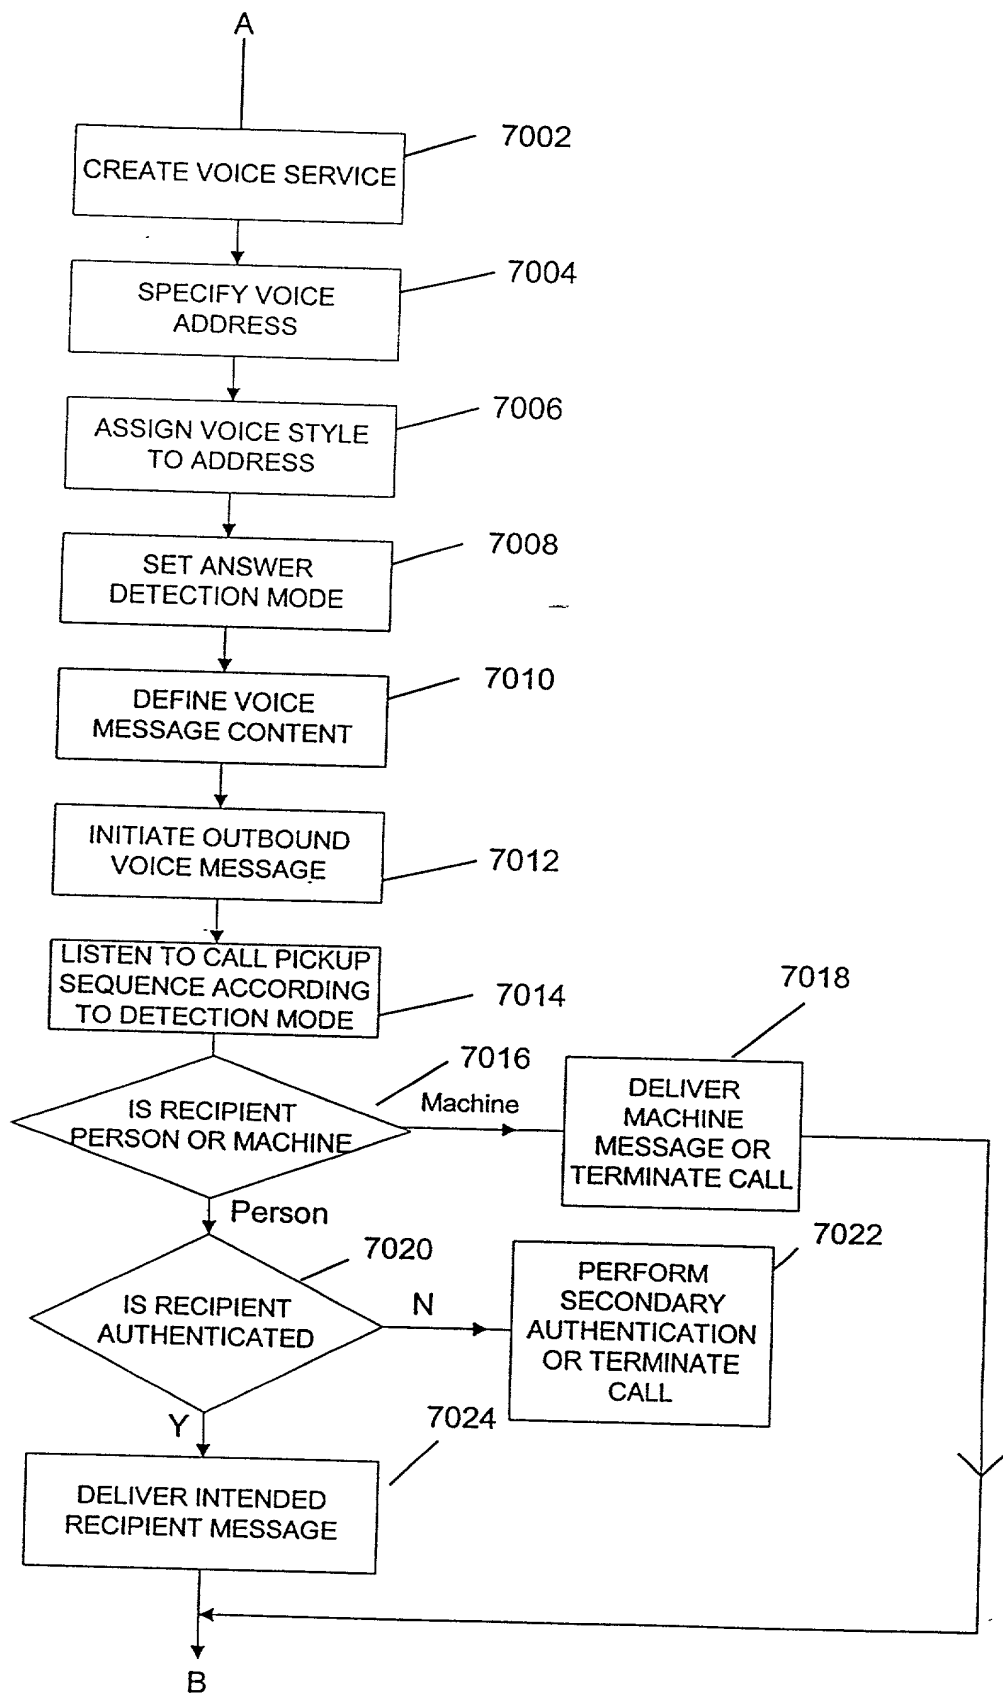 A
7002
CREATE VOICE SERVICE
7004
SPECIFY VOICE
ADDRESS
7006
ASSIGN VOICE STYLE
TO ADDRESS
7008
SET ANSWER
DETECTION MODE
7010
DEFINE VOICE
MESSAGE CONTENT
INITIATE OUTBOUND
VOICE MESSAGE
7012
LISTEN TO CALL PICKUP
SEQUENCE ACCORDING
TO DETECTION MODE
7014
7016
IS RECIPIENT
PERSON OR MACHINE
Machine
7018
DELIVER
MACHINE
MESSAGE OR
TERMINATE CALL
Person
7020
IS RECIPIENT
AUTHENTICATED
N
7022
PERFORM
SECONDARY
AUTHENTICATION
OR TERMINATE
CALL
Y
7024
DELIVER INTENDED
RECIPIENT MESSAGE
B